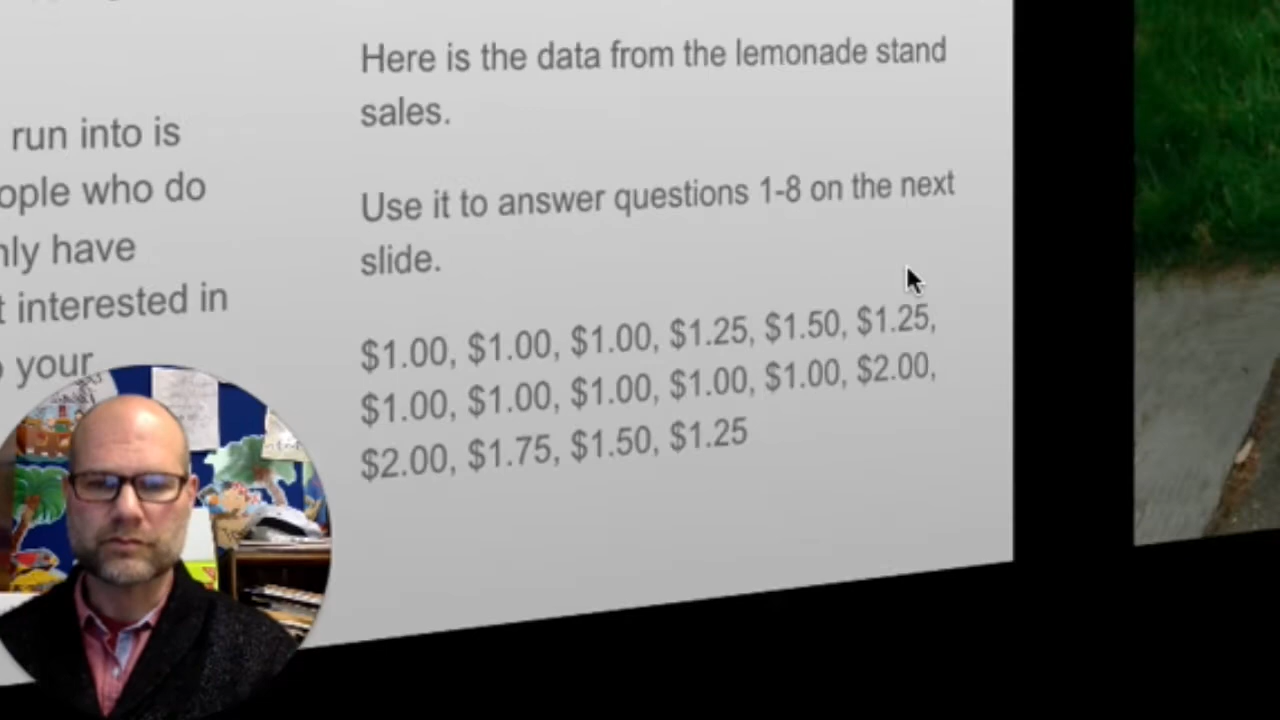 run into is
ople who do
nly have
t interested in
your
Here is the data from the lemonade stand
sales.
Use it to answer questions 1-8 on the next
slide.
$1.00, $1.00, $1.00, $1.25, $1.50, $1.25,
$1.00, $1.00, $1.00, $1.00, $1.00, $2.00,
$2.00, $1.75, $1.50, $1.25